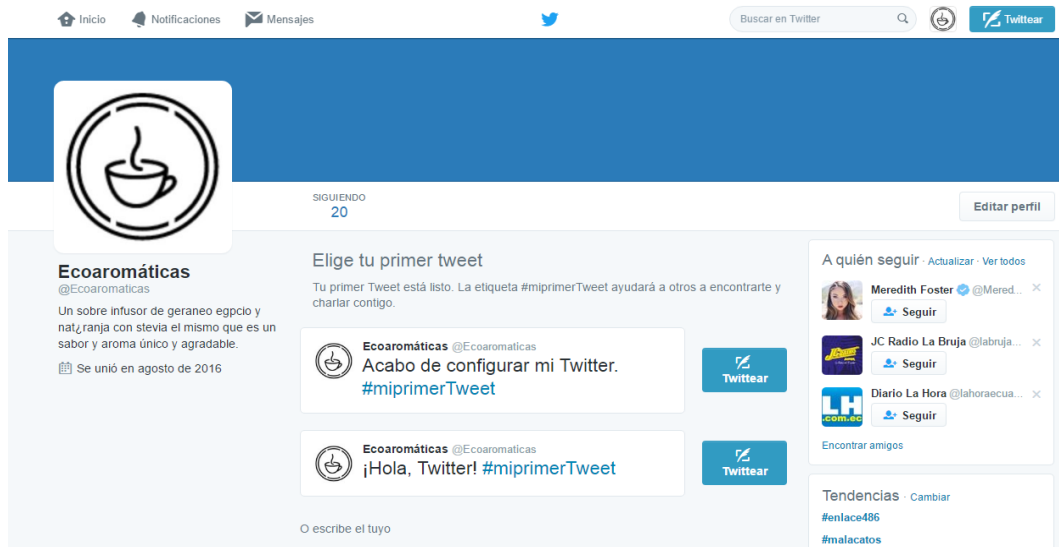 Inicio
Notificaciones
Mensajes
Buscar en Twitter
Twittear
SIGUIENDO
20
Editar perfil
Ecoaromáticas
@Ecoaromaticas
Un sobre infusor de geraneo egpcio y
nat¿ranja con stevia el mismo que es un
sabor y aroma único y agradable.
Se unió en agosto de 2016
Elige tu primer tweet
Tu primer Tweet está listo. La etiqueta #miprimerTweet ayudará a otros a encontrarte y
charlar contigo.
Ecoaromáticas @Ecoaromaticas
Acabo de configurar mi Twitter.
#miprimerTweet
Twittear
Ecoaromáticas @Ecoaromaticas
¡Hola, Twitter! #miprimerTweet
Twittear
O escribe el tuyo
A quién seguir · Actualizar · Ver todos
Meredith Foster @Mered...
Seguir
JC Radio La Bruja @labruja...
Seguir
LH
.com.ec
Diario La Hora @lahoraecua...
Seguir
Encontrar amigos
Tendencias · Cambiar
#enlace486
#malacatos